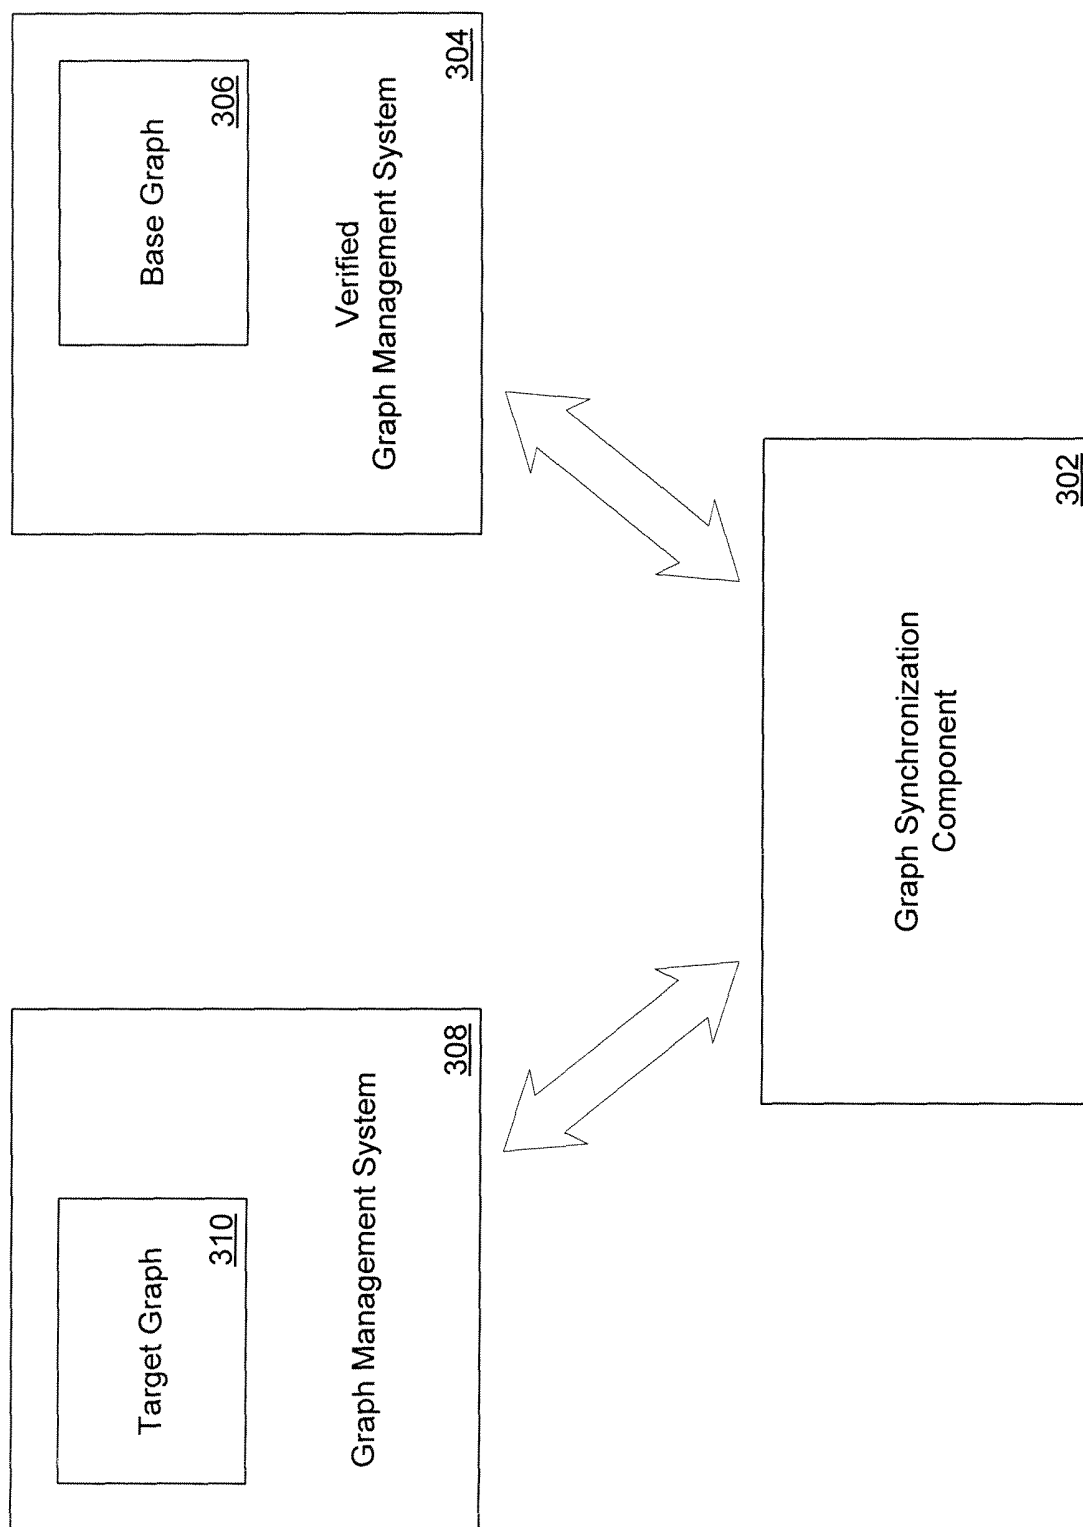 Target Graph
310
Graph Management System
308
Base Graph
306
Verified
Graph Management System
304
Graph Synchronization
Component
302